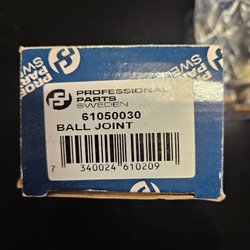 PROFESSIONAL
PARTS
SWEDEN
61050030
BALL JOINT
7 340024 610209